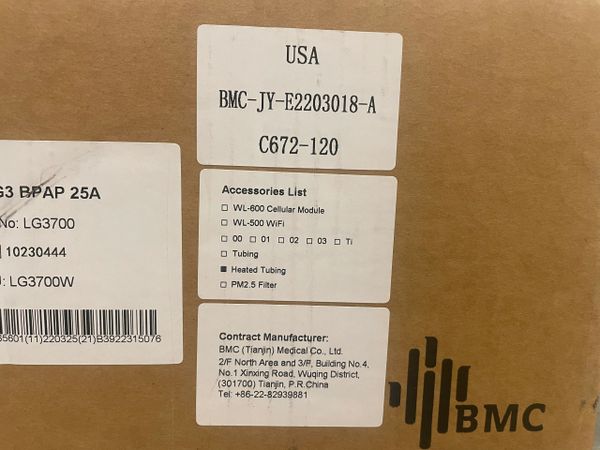 USA
BMC-JY-E2203018-A
C672-120
G3 BPAP 25A
No: LG3700
10230444
: LG3700W
35601(11)220325(21)B3922315076
Accessories List
☐ WL-600 Cellular Module
☐ WL-500 WiFi
☐ 00 ☐ 01 ☐ 02 ☐ 03 ☐ Ti
☐ Tubing
■ Heated Tubing
☐ PM2.5 Filter
Contract Manufacturer:
BMC (Tianjin) Medical Co., Ltd.
2/F North Area and 3/F, Building No.4,
No.1 Xinxing Road, Wuqing District,
(301700) Tianjin, P.R.China
Tel: +86-22-82939881
BMC